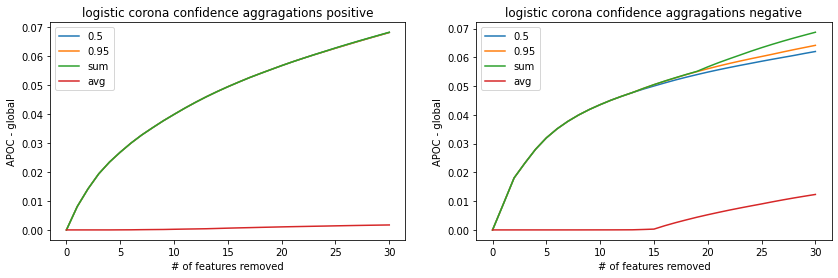 logistic corona confidence aggragations positive
0.07
0.06
0.05
0.04
0.03
0.02
0.01
0.00
APOC - global
0.5
0.95
sum
avg
0 5 10 15 20 25 30
# of features removed
logistic corona confidence aggragations negative
0.07
0.06
0.05
0.04
0.03
0.02
0.01
0.00
APOC - global
0.5
0.95
sum
avg
0 5 10 15 20 25 30
# of features removed